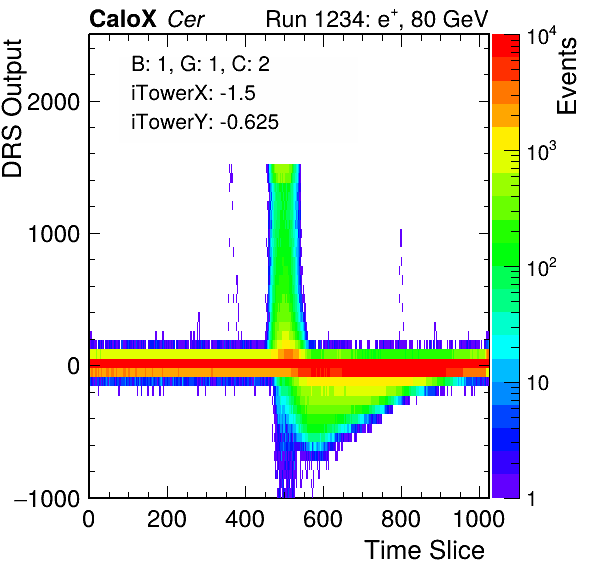 CaloX Cer Run 1234: e+, 80 GeV
B: 1, G: 1, C: 2
iTowerX: -1.5
iTowerY: -0.625
DRS Output
2000
1000
0
−1000
0 200 400 600 800 1000
Time Slice
Events
10^4
10^3
10^2
10
1